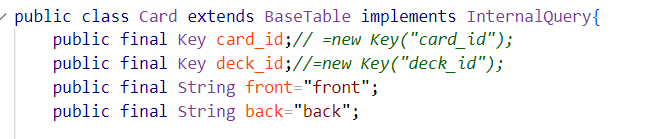 public class Card extends BaseTable implements InternalQuery{
public final Key card_id;// =new Key("card_id");
public final Key deck_id;//=new Key("deck_id");
public final String front="front";
public final String back="back";